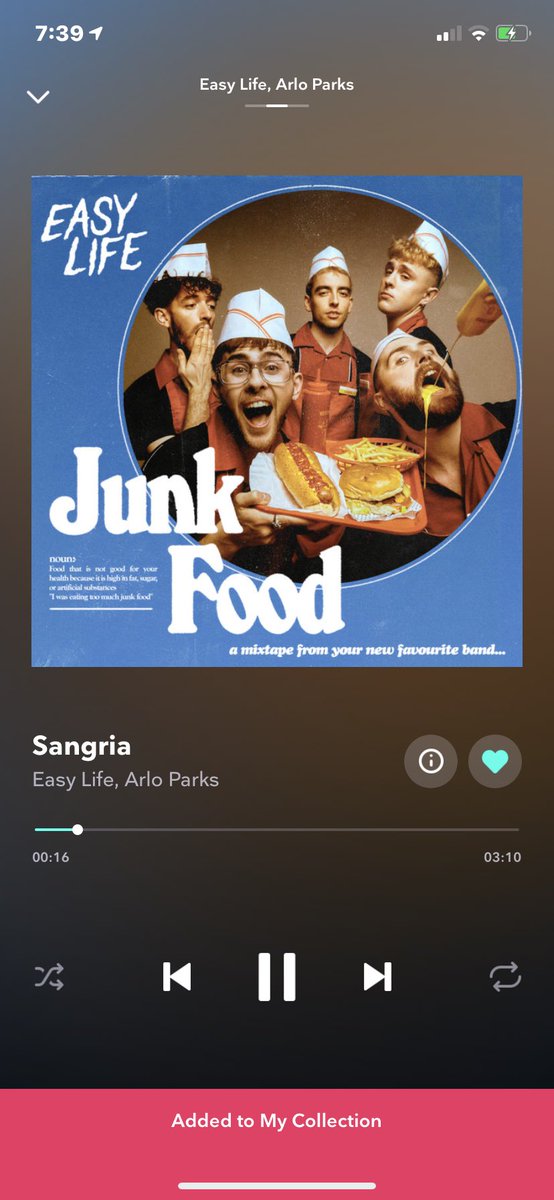 7:39
Easy Life, Arlo Parks
EASY
LIFE
Junk
Food
noun>
Food that is not good for your
health because it is high in fat, sugar,
or artificial substances
"I was eating too much junk food"
a mixtape from your new favourite band...
Sangria
Easy Life, Arlo Parks
00:16
03:10
Added to My Collection